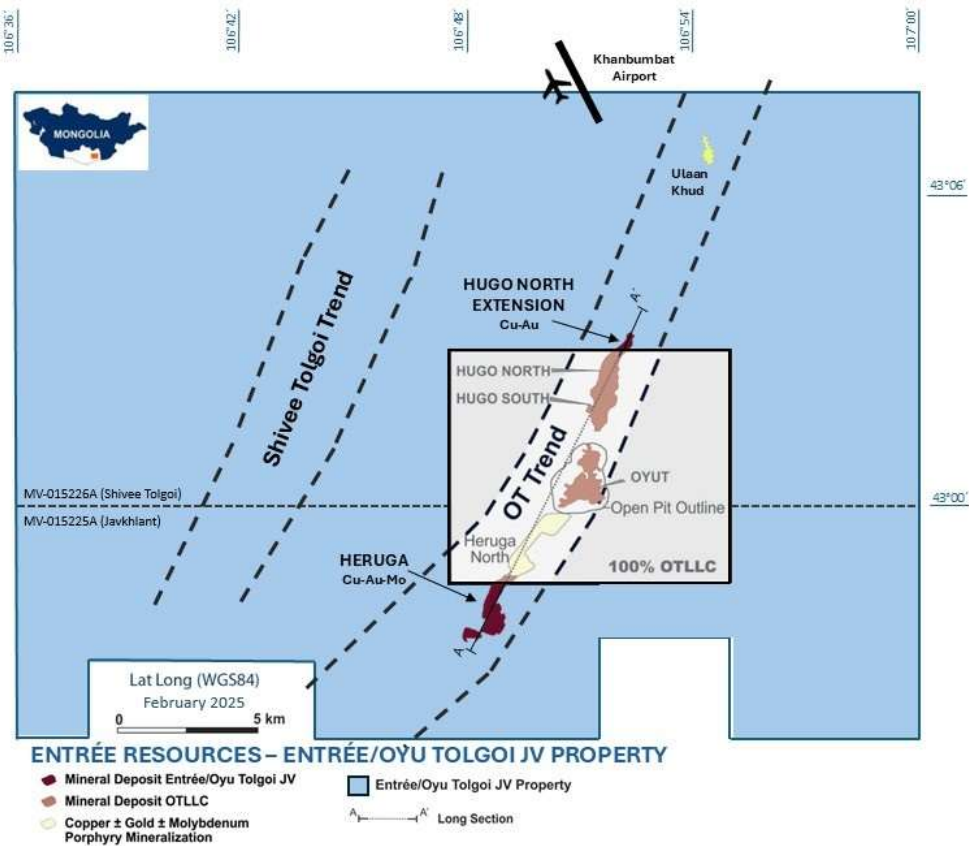 106°36'
106°42'
106°48'
106°54'
107°00'
Khanbumbat
Airport
MONGOLIA
Ulaan
Khud
43°06'
HUGO NORTH
EXTENSION
Cu-Au
A'
Shivee Tolgoi Trend
HUGO NORTH
HUGO SOUTH
OT Trend
OYUT
Open Pit Outline
MV-015226A (Shivee Tolgoi)
43°00'
MV-015225A (Javkhlant)
Heruga
North
HERUGA
Cu-Au-Mo
100% OTLLC
A
Lat Long (WGS84)
February 2025
0 5 km
ENTRÉE RESOURCES – ENTRÉE/OYU TOLGOI JV PROPERTY
Mineral Deposit Entrée/Oyu Tolgoi JV
Mineral Deposit OTLLC
Copper ± Gold ± Molybdenum
Porphyry Mineralization
Entrée/Oyu Tolgoi JV Property
A A' Long Section